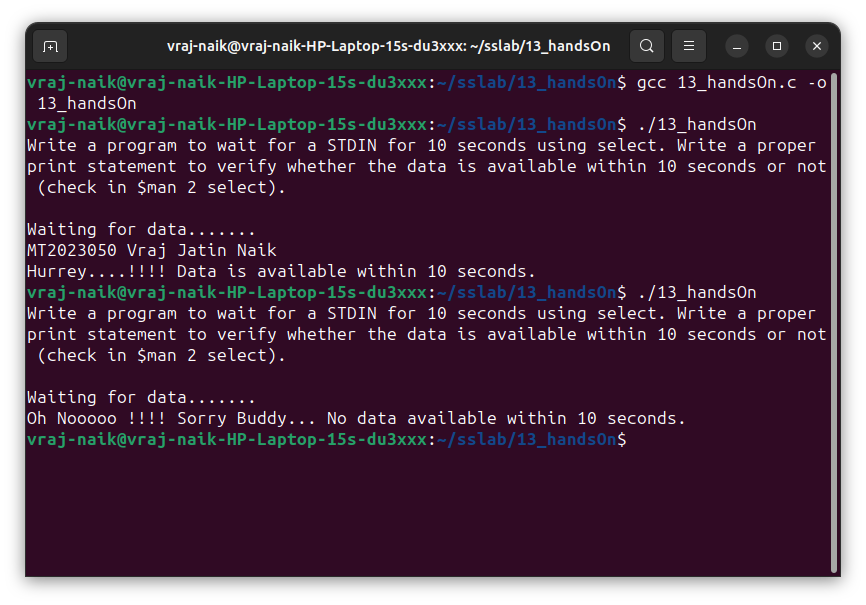 vraj-naik@vraj-naik-HP-Laptop-15s-du3xxx: ~/sslab/13_handsOn
vraj-naik@vraj-naik-HP-Laptop-15s-du3xxx:~/sslab/13_handsOn$ gcc 13_handsOn.c -o
 13_handsOn
vraj-naik@vraj-naik-HP-Laptop-15s-du3xxx:~/sslab/13_handsOn$ ./13_handsOn
Write a program to wait for a STDIN for 10 seconds using select. Write a proper
print statement to verify whether the data is available within 10 seconds or not
 (check in $man 2 select).
Waiting for data.......
MT2023050 Vraj Jatin Naik
Hurrey....!!!! Data is available within 10 seconds.
vraj-naik@vraj-naik-HP-Laptop-15s-du3xxx:~/sslab/13_handsOn$ ./13_handsOn
Write a program to wait for a STDIN for 10 seconds using select. Write a proper
print statement to verify whether the data is available within 10 seconds or not
 (check in $man 2 select).
Waiting for data.......
Oh Nooooo !!!! Sorry Buddy... No data available within 10 seconds.
vraj-naik@vraj-naik-HP-Laptop-15s-du3xxx:~/sslab/13_handsOn$